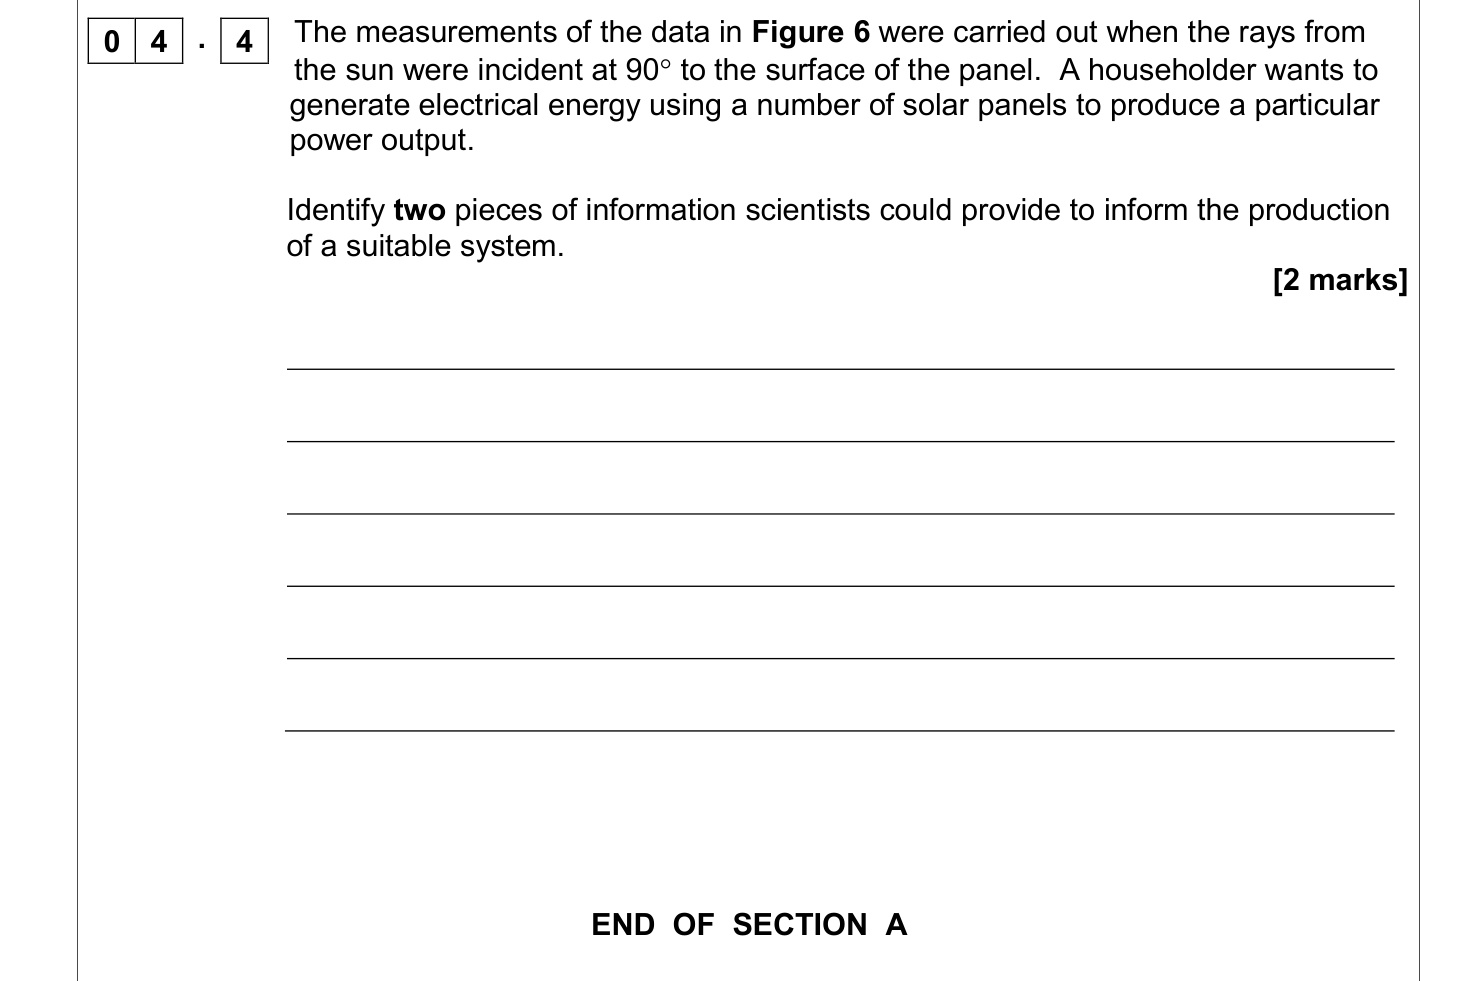 0 4 . 4 The measurements of the data in Figure 6 were carried out when the rays from
the sun were incident at 90° to the surface of the panel. A householder wants to
generate electrical energy using a number of solar panels to produce a particular
power output.
Identify two pieces of information scientists could provide to inform the production
of a suitable system.
[2 marks]
END OF SECTION A